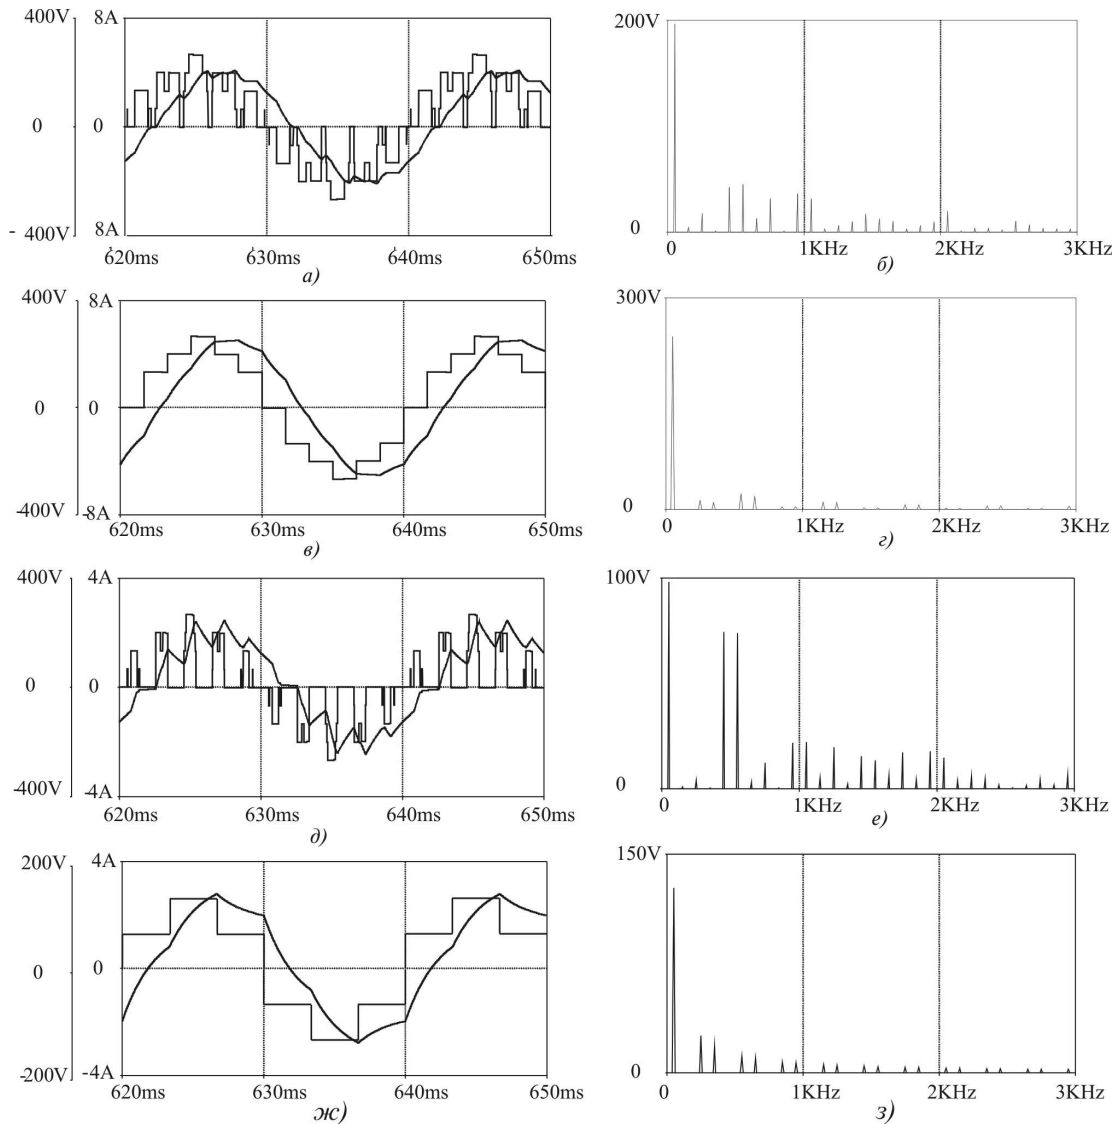 400V 8A
0 0
- 400V 8A
620ms 630ms 640ms 650ms
а)
200V
0
0 1KHz 2KHz 3KHz
б)
400V 8A
0 0
-400V -8A
620ms 630ms 640ms 650ms
в)
300V
0
0 1KHz 2KHz 3KHz
г)
400V 4A
0 0
-400V -4A
620ms 630ms 640ms 650ms
д)
100V
0
0 1KHz 2KHz 3KHz
е)
200V 4A
0 0
-200V -4A
620ms 630ms 640ms 650ms
ж)
150V
0
0 1KHz 2KHz 3KHz
з)